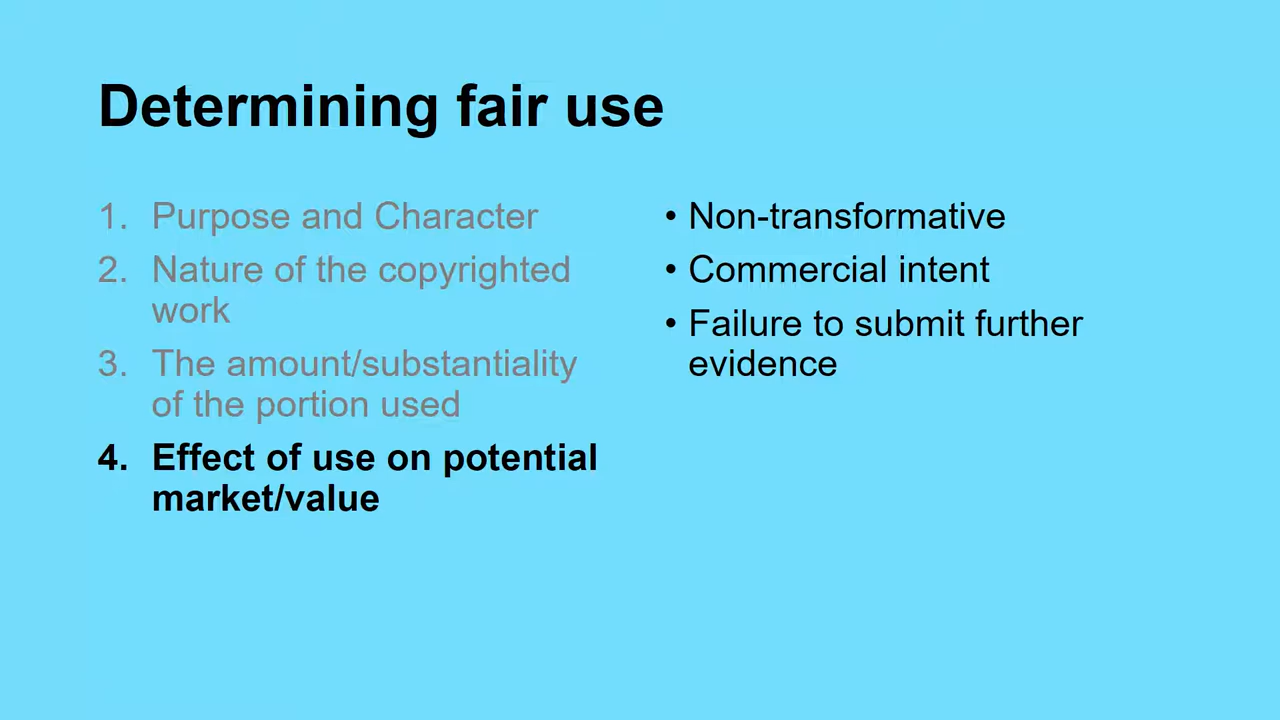 Determining fair use
1. Purpose and Character
2. Nature of the copyrighted
work
3. The amount/substantiality
of the portion used
4. Effect of use on potential
market/value
• Non-transformative
• Commercial intent
• Failure to submit further
evidence